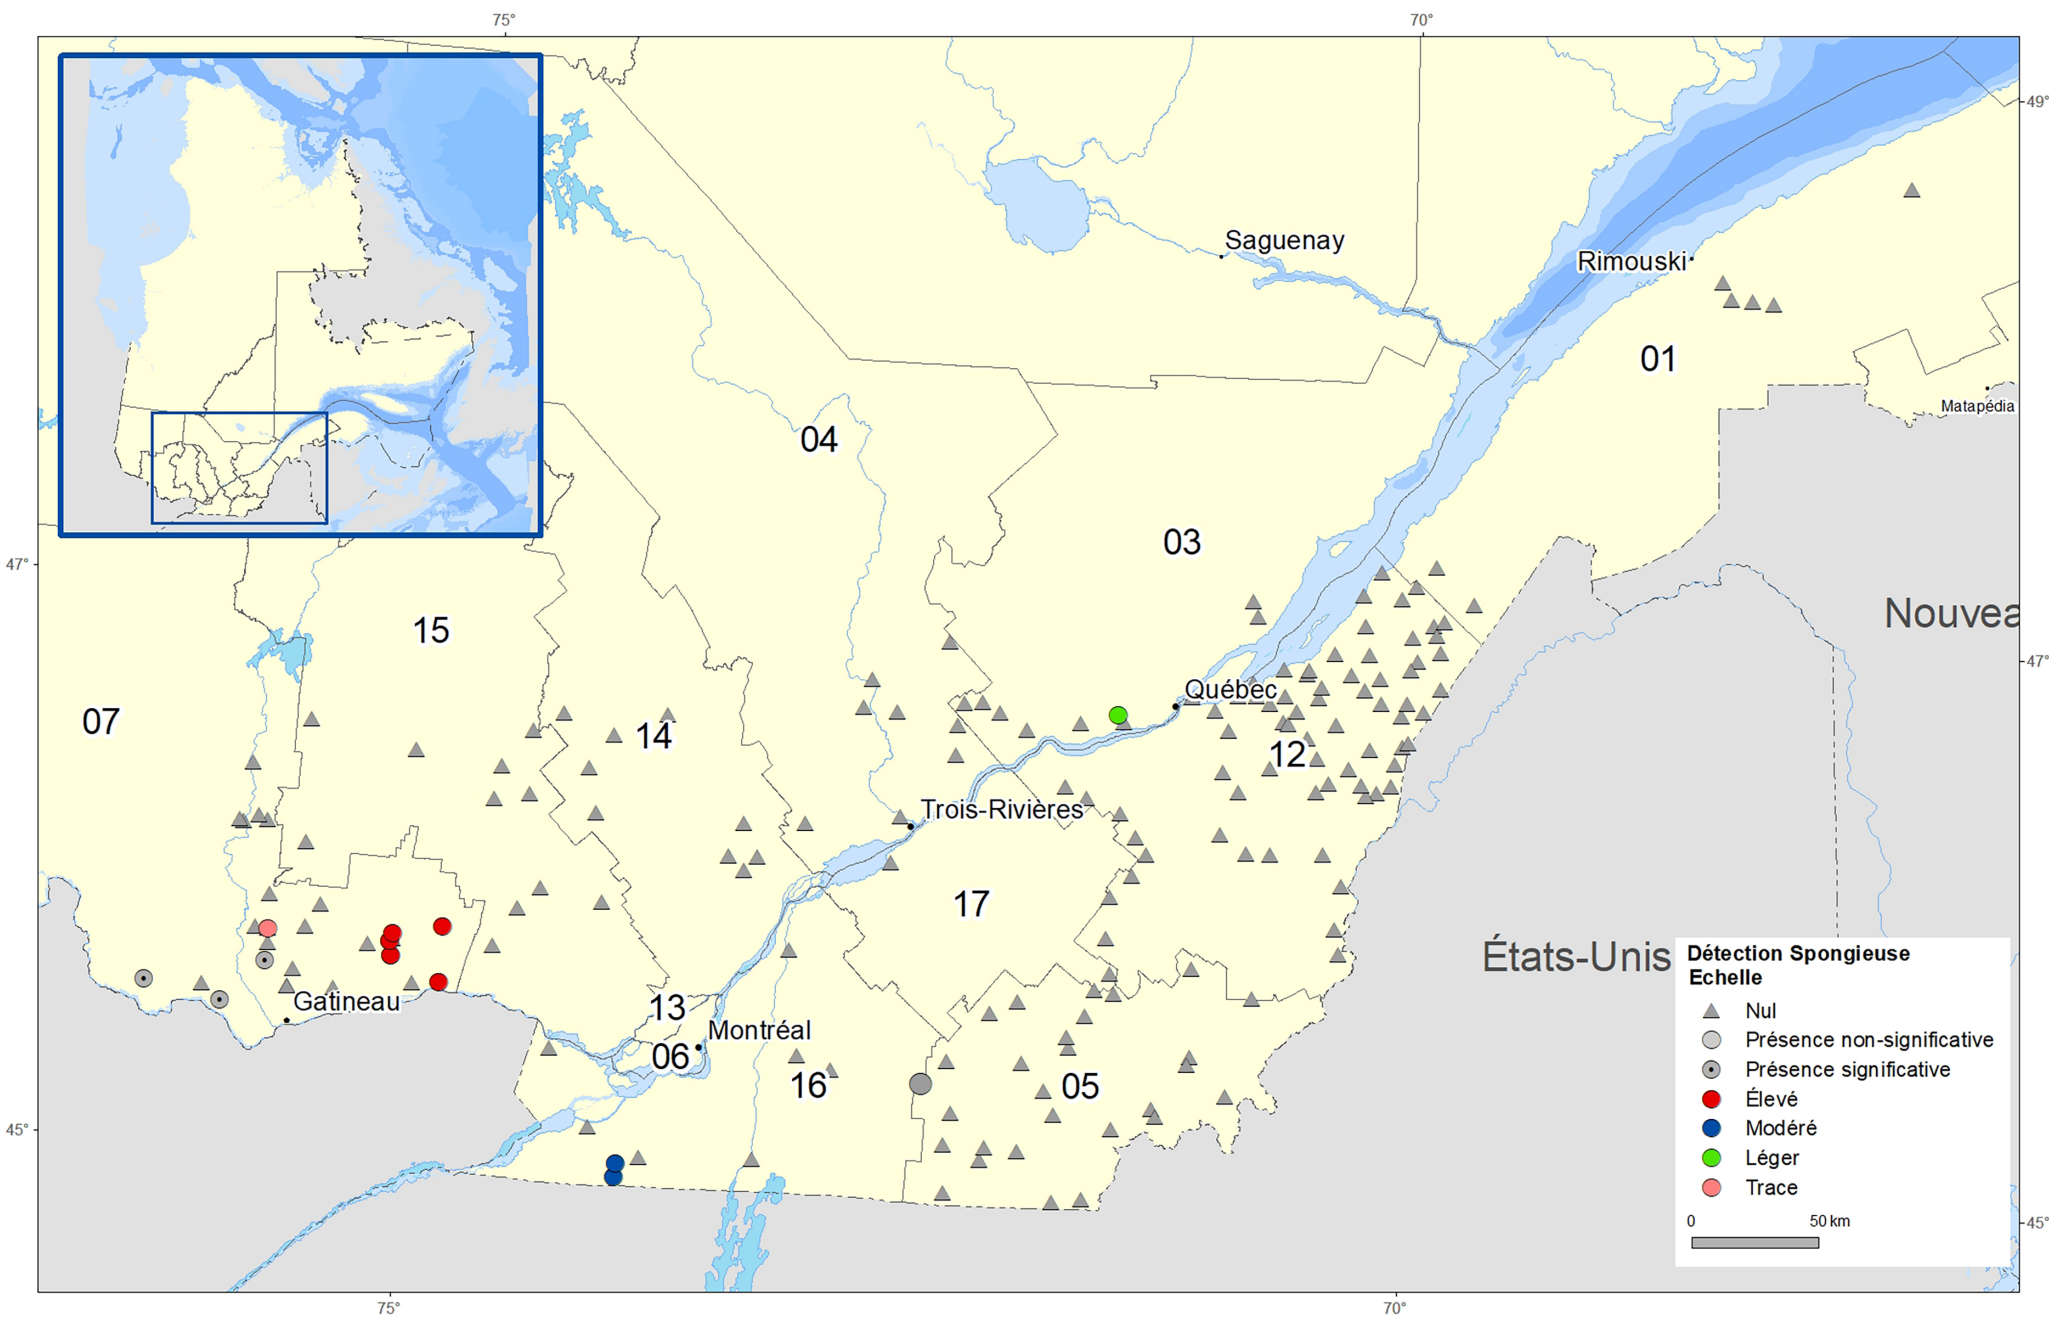 75°
70°
49°
Saguenay
Rimouski
01
Matapédia
04
03
47°
Nouvea
15
47°
Québec
07
14
12
Trois-Rivières
17
États-Unis
Gatineau
13
Montréal
06
16
05
45°
45°
Détection Spongieuse
Echelle
Nul
Présence non-significative
Présence significative
Élevé
Modéré
Léger
Trace
0
50 km
75°
70°